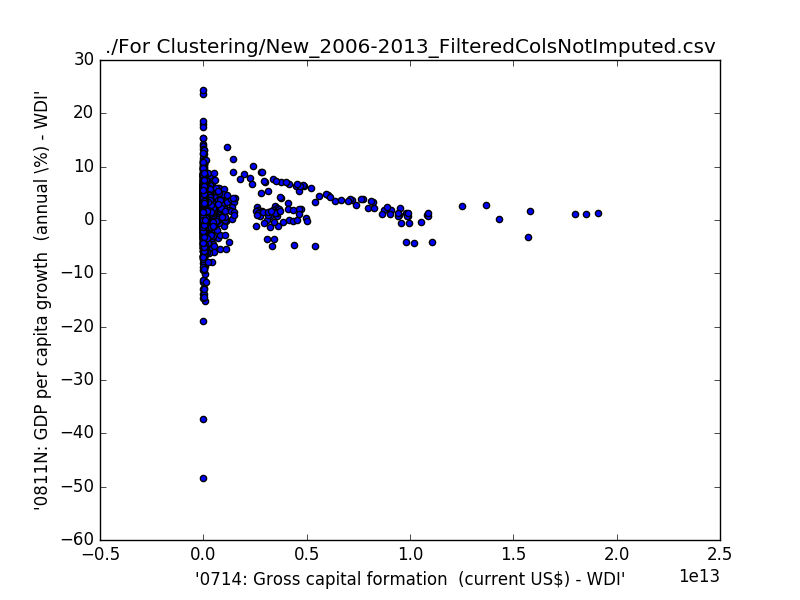 ./For Clustering/New_2006-2013_FilteredColsNotImputed.csv
30
20
10
0
−10
−20
−30
−40
−50
−60
'0811N: GDP per capita growth  (annual \%) - WDI'
−0.5 0.0 0.5 1.0 1.5 2.0 2.5
1e13
'0714: Gross capital formation  (current US$) - WDI'